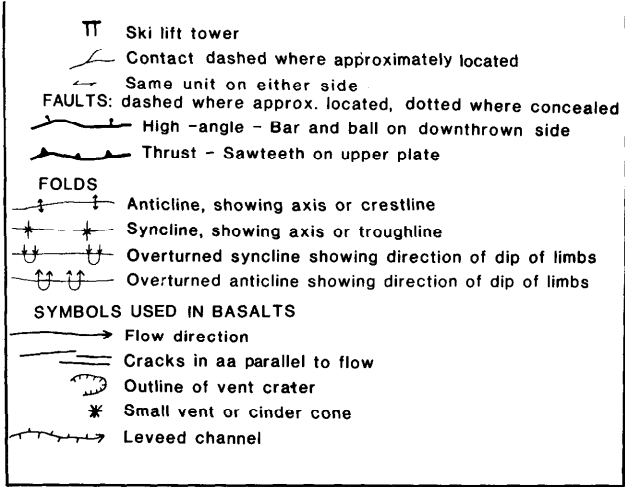 Ski lift tower
Contact dashed where approximately located
Same unit on either side
FAULTS: dashed where approx. located, dotted where concealed
High-angle - Bar and ball on downthrown side
Thrust - Sawteeth on upper plate
FOLDS
Anticline, showing axis or crestline
Syncline, showing axis or troughline
Overturned syncline showing direction of dip of limbs
Overturned anticline showing direction of dip of limbs
SYMBOLS USED IN BASALTS
Flow direction
Cracks in aa parallel to flow
Outline of vent crater
Small vent or cinder cone
Leveed channel